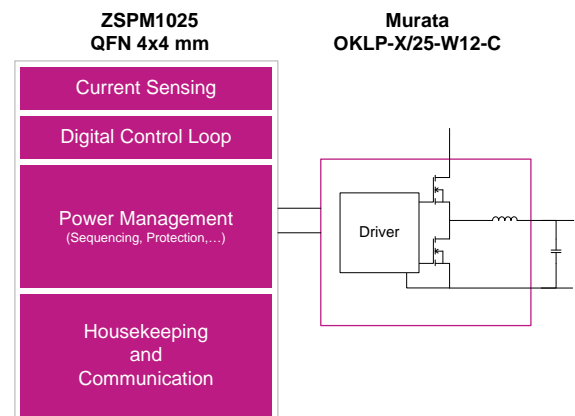 ZSPM1025
QFN 4x4 mm
Murata
OKLP-X/25-W12-C
Current Sensing
Digital Control Loop
Power Management
(Sequencing, Protection,…)
Housekeeping
and
Communication
Driver